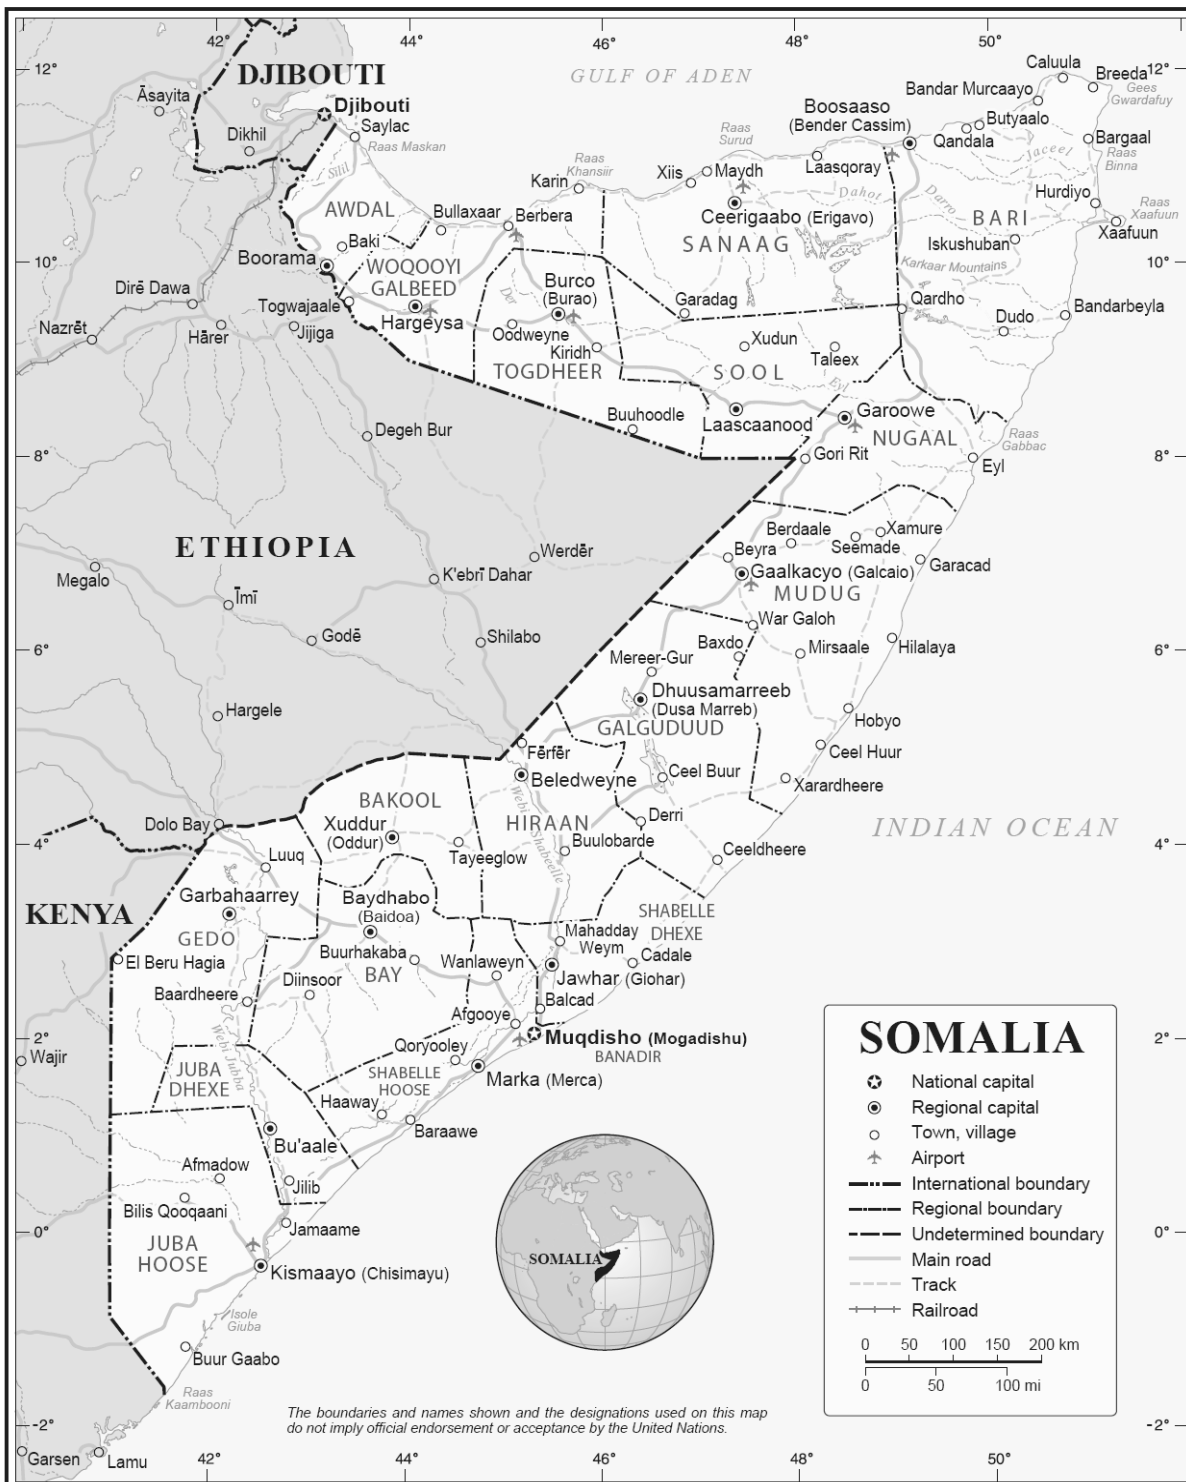 42°
44°
46°
48°
50°
12°
12°
DJIBOUTI
GULF OF ADEN
Caluula
Breeda
Gees
Gwardafuy
Bandar Murcaayo
Āsayita
Djibouti
Boosaaso
(Bender Cassim)
Butyaalo
Qandala
Saylac
Dikhil
Raas Maskan
Raas
Surud
Bargaal
Jaceel
Raas
Binna
Silil
Raas
Khansiir
Karin
Xiis
Maydh
Laasqoray
Dahot
Darro
Hurdiyo
Raas
Xaafuun
AWDAL
Bullaxaar
Berbera
Ceerigaabo (Erigavo)
BARI
Xaafuun
Baki
SANAAG
Iskushuban
Boorama
WOQOOYI
GALBEED
10°
10°
Karkaar Mountains
Burco
(Burao)
Dirē Dawa
Togwajaale
Der
Garadag
Qardho
Bandarbeyla
Nazrēt
Hārer
Jijiga
Hargeysa
Oodweyne
Dudo
Kiridh
Xudun
Taleex
TOGDHEER
SOOL
Eyl
Buuhoodle
Laascaanood
Garoowe
Degeh Bur
NUGAAL
Raas
Gabbac
8°
8°
Gori Rit
Eyl
ETHIOPIA
Berdaale
Xamure
Werdēr
Beyra
Seemade
Megalo
K'ebrī Dahar
Gaalkacyo (Galcaio)
Garacad
MUDUG
Īmī
War Galoh
Godē
Shilabo
Baxdo
Mirsaale
Hilalaya
6°
6°
Mereer-Gur
Hargele
Dhuusamarreeb
(Dusa Marreb)
Hobyo
GALGUDUUD
Fērfēr
Ceel Huur
Beledweyne
Ceel Buur
Xarardheere
BAKOOL
Webi Shabeelle
Dolo Bay
Xuddur
(Oddur)
HIRAAN
Derri
INDIAN OCEAN
4°
4°
Luuq
Tayeeglow
Buulobarde
Ceeldheere
Garbahaarrey
Baydhabo
(Baidoa)
KENYA
SHABELLE
DHEXE
GEDO
Mahadday
Weym
Buurhakaba
El Beru Hagia
BAY
Wanlaweyn
Cadale
Diinsoor
Jawhar (Giohar)
Baardheere
Balcad
Afgooye
Webi Jubba
Muqdisho (Mogadishu)
BANADIR
2°
2°
Wajir
Qoryooley
JUBA
DHEXE
SHABELLE
HOOSE
Marka (Merca)
Haaway
Baraawe
Bu'aale
Afmadow
Jilib
Bilis Qooqaani
Jamaame
0°
0°
JUBA
HOOSE
Kismaayo (Chisimayu)
Isole
Giuba
Buur Gaabo
Raas
Kaambooni
-2°
-2°
Garsen
Lamu
SOMALIA
SOMALIA
National capital
Regional capital
Town, village
Airport
International boundary
Regional boundary
Undetermined boundary
Main road
Track
Railroad
0 50 100 150 200 km
0 50 100 mi
The boundaries and names shown and the designations used on this map
do not imply official endorsement or acceptance by the United Nations.
42°
44°
46°
48°
50°